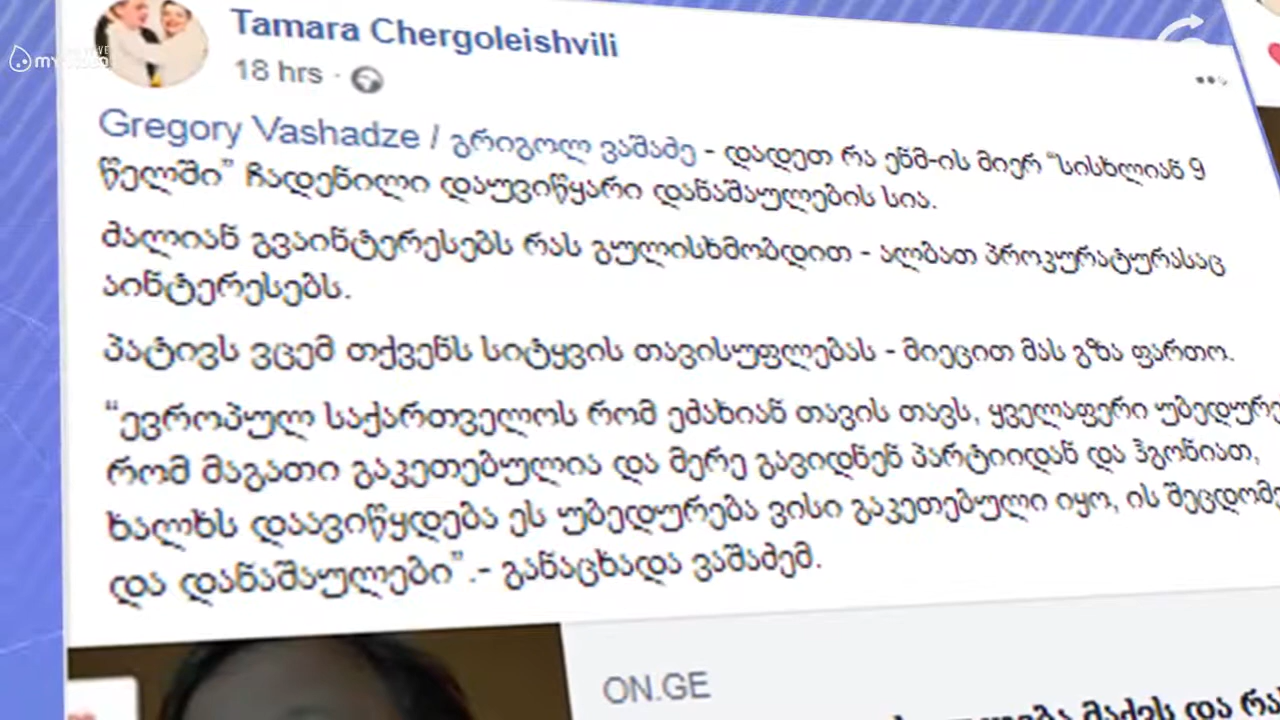 Tamara Chergoleishvili
18 hrs
Gregory Vashadze / გრიგოლ ვაშაძე - დადეთ რა ენმ-ის მიერ “სისხლიან 9
წელში” ჩადენილი დაუვიწყარი დანაშაულების სია.
ძალიან გვაინტერესებს რას გულისხმობდით - ალბათ პროკურატურასაც
აინტერესებს.
პატივს ვცემ თქვენს სიტყვის თავისუფლებას - მიეცით მას გზა ფართო.
“ევროპულ საქართველოს რომ ეძახიან თავის თავს, ყველაფერი
რომ მაგათი გაკეთებულია და მერე გავიდნენ პარტიიდან და ჰგონიათ,
ხალხს დაავიწყდება ეს უბედურება ვისი გაკეთებული იყო, ის
და დანაშაულები”.- განაცხადა ვაშაძემ.
ON.GE
მაქვს და